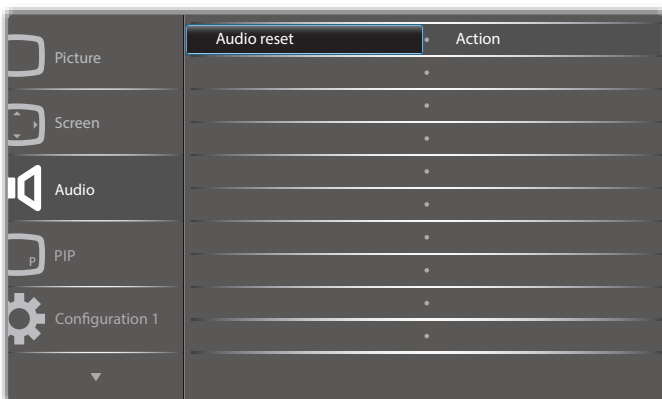 Picture
Screen
Audio
P
PIP
Configuration 1
Audio reset
Action